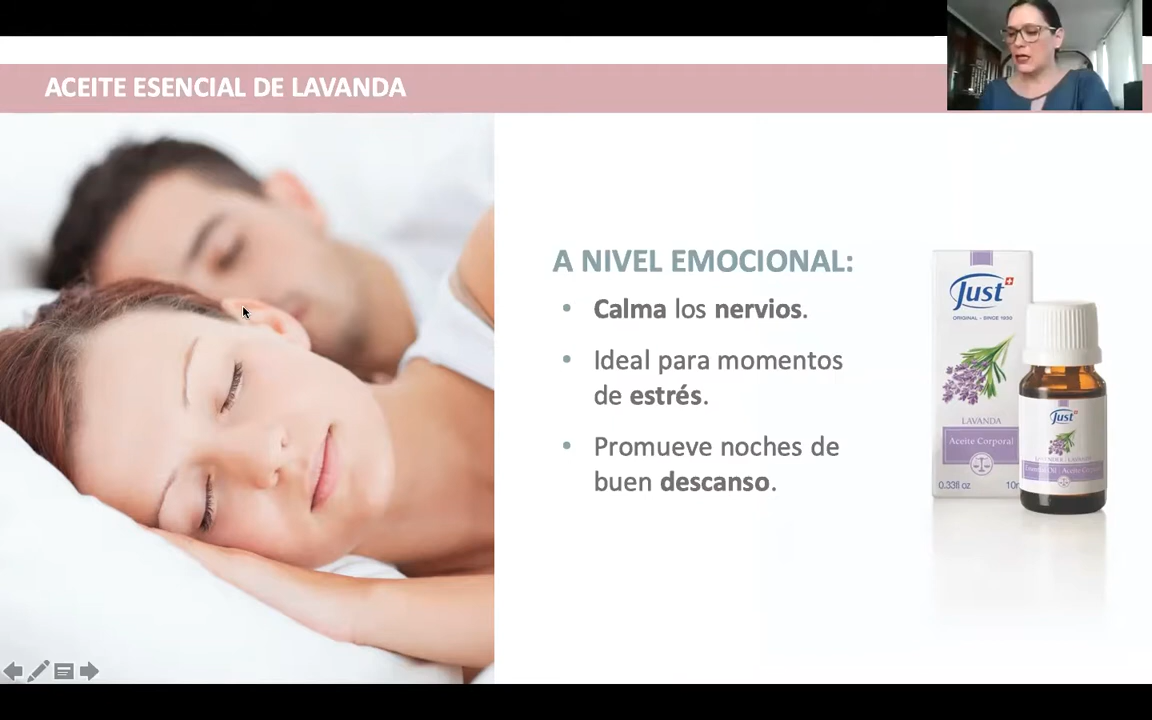 ACEITE ESENCIAL DE LAVANDA
A NIVEL EMOCIONAL:
• Calma los nervios.
• Ideal para momentos
de estrés.
• Promueve noches de
buen descanso.
Just
ORIGINAL - SINCE 1930
LAVANDA
Aceite Corporal
0.33fl oz
Just